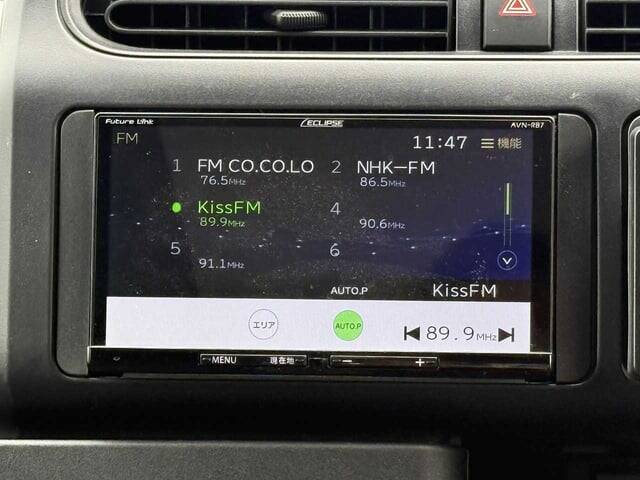 Future Link ECLIPSE AVN-RB7
FM 11:47 機能
1 FM CO.CO.LO 2 NHK-FM
76.5MHz 86.5MHz
KissFM 4
89.9MHz 90.6MHz
5 6
91.1MHz
AUTO.P KissFM
エリア AUTO.P 89.9MHz
MENU 現在地 − +